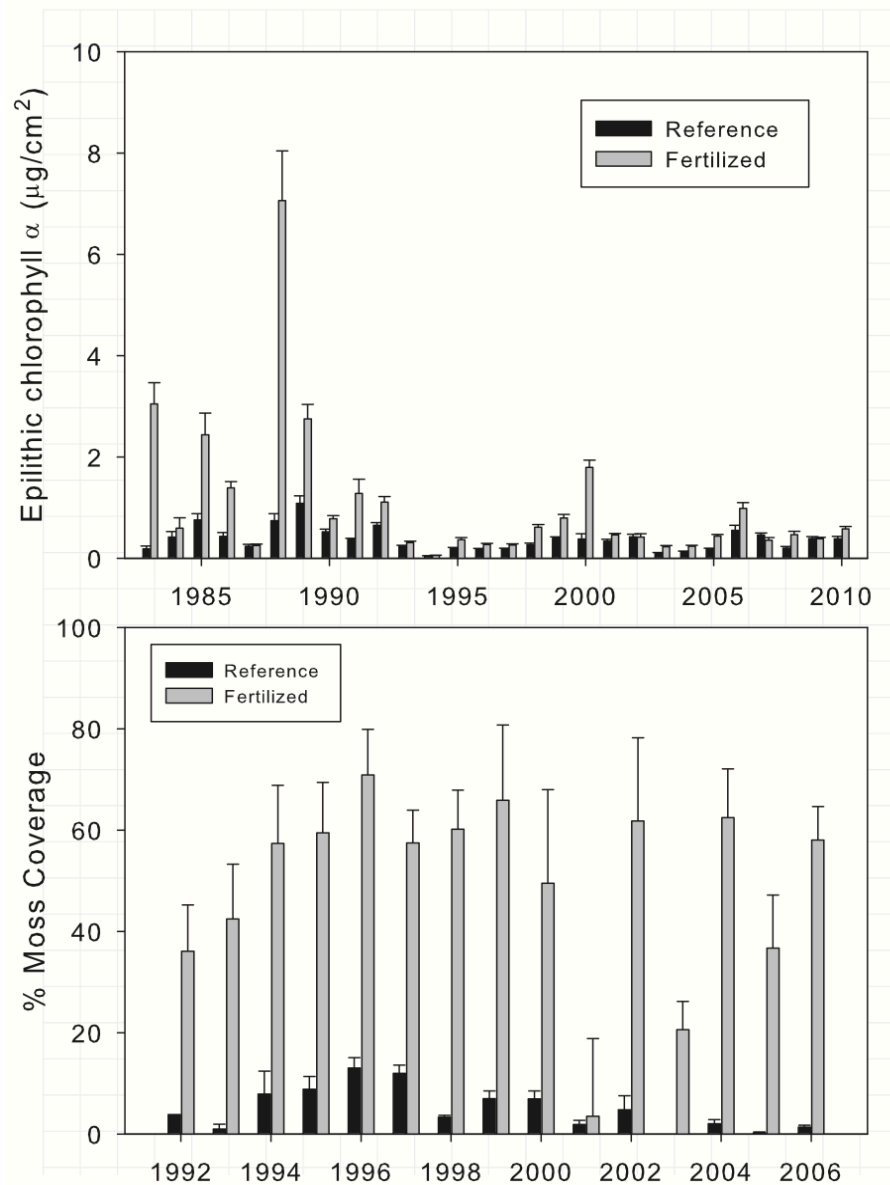 Epilithic chlorophyll α (μg/cm²)
10
8
6
4
2
0
Reference
Fertilized
1985 1990 1995 2000 2005 2010
% Moss Coverage
100
80
60
40
20
0
Reference
Fertilized
1992 1994 1996 1998 2000 2002 2004 2006